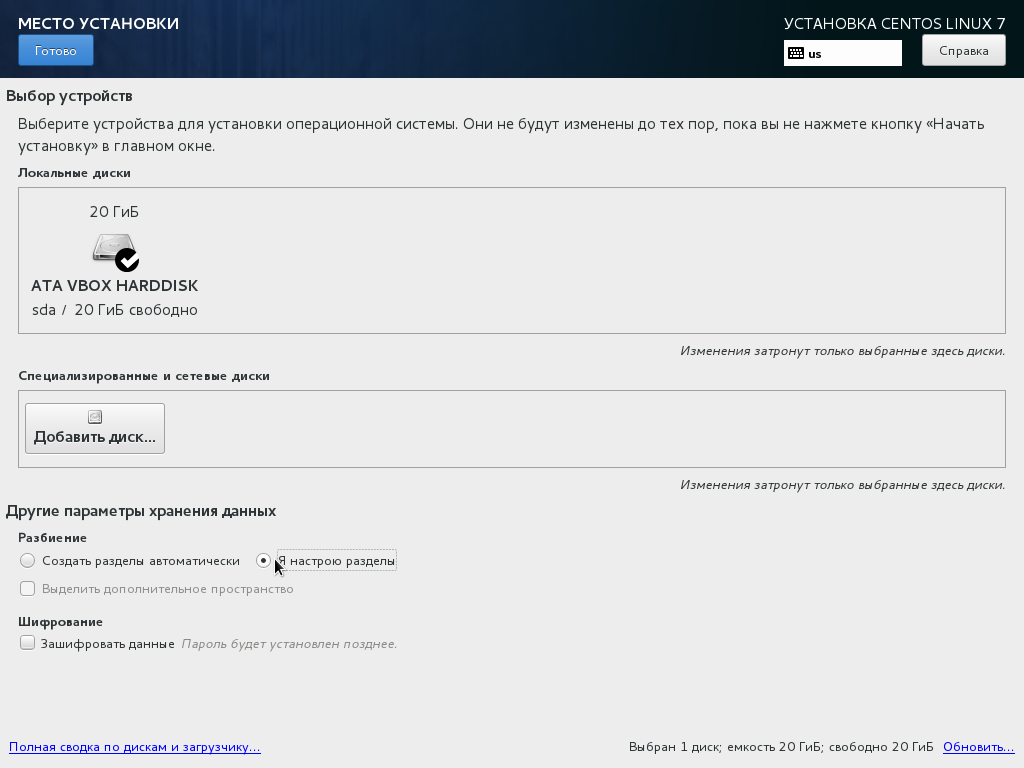 МЕСТО УСТАНОВКИ
УСТАНОВКА CENTOS LINUX 7
Готово
us
Справка
Выбор устройств
Выберите устройства для установки операционной системы. Они не будут изменены до тех пор, пока вы не нажмете кнопку «Начать
установку» в главном окне.
Локальные диски
20 ГиБ
ATA VBOX HARDDISK
sda / 20 ГиБ свободно
Изменения затронут только выбранные здесь диски.
Специализированные и сетевые диски
Добавить диск...
Изменения затронут только выбранные здесь диски.
Другие параметры хранения данных
Разбиение
Создать разделы автоматически
Я настрою разделы
Выделить дополнительное пространство
Шифрование
Зашифровать данные Пароль будет установлен позднее.
Полная сводка по дискам и загрузчику...
Выбран 1 диск; емкость 20 ГиБ; свободно 20 ГиБ
Обновить...